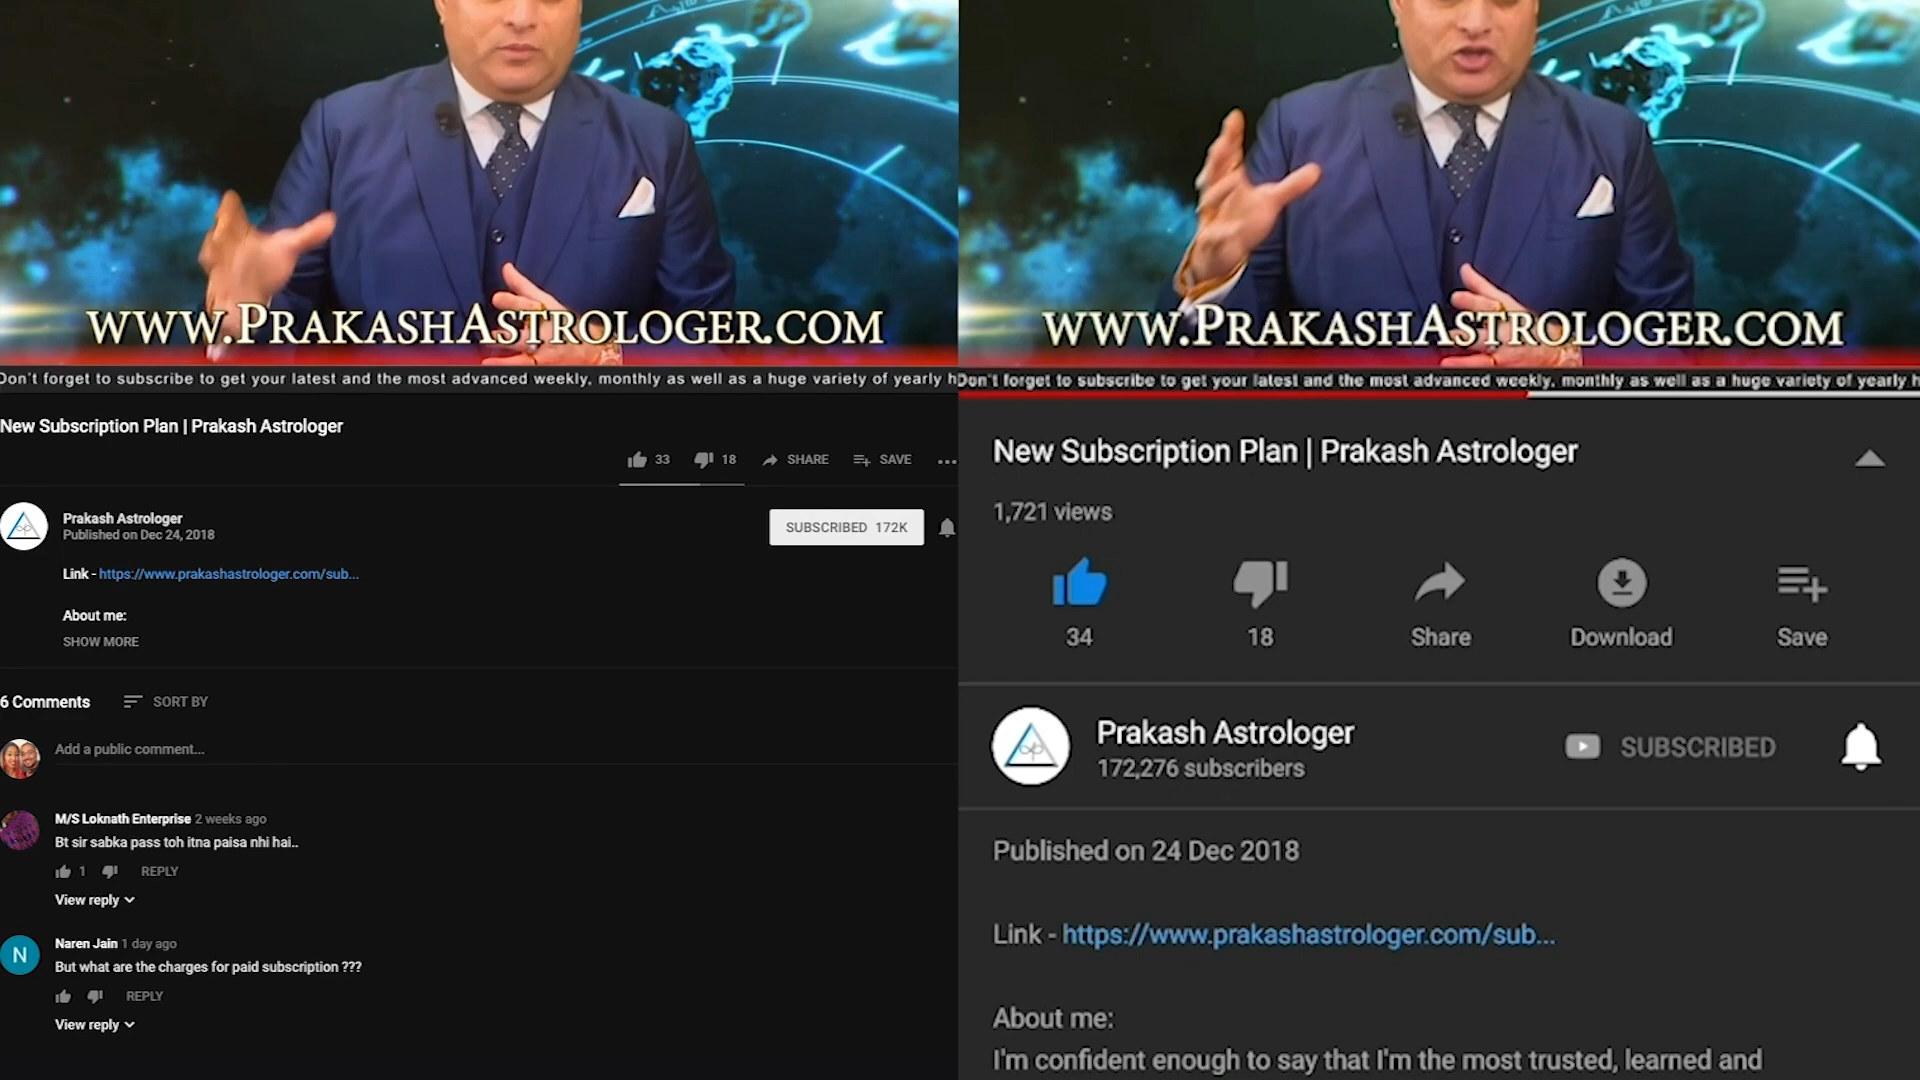 www.PrakashAstrologer.com
Don't forget to subscribe to get your latest and the most advanced weekly, monthly as well as a huge variety of yearly h
New Subscription Plan | Prakash Astrologer
33 18 SHARE SAVE
Prakash Astrologer
Published on Dec 24, 2018
SUBSCRIBED 172K
Link - https://www.prakashastrologer.com/sub...
About me:
SHOW MORE
6 Comments SORT BY
Add a public comment...
M/S Loknath Enterprise 2 weeks ago
Bt sir sabka pass toh itna paisa nhi hai..
1 REPLY
View reply
N
Naren Jain 1 day ago
But what are the charges for paid subscription ???
REPLY
View reply
www.PrakashAstrologer.com
Don't forget to subscribe to get your latest and the most advanced weekly, monthly as well as a huge variety of yearly h
New Subscription Plan | Prakash Astrologer
1,721 views
34 18 Share Download Save
Prakash Astrologer
172,276 subscribers
SUBSCRIBED
Published on 24 Dec 2018
Link - https://www.prakashastrologer.com/sub...
About me:
I'm confident enough to say that I'm the most trusted, learned and